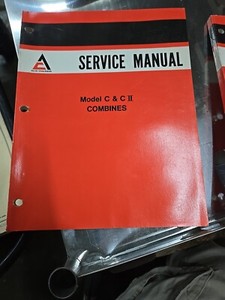 SERVICE MANUAL
Model C & C II
COMBINES